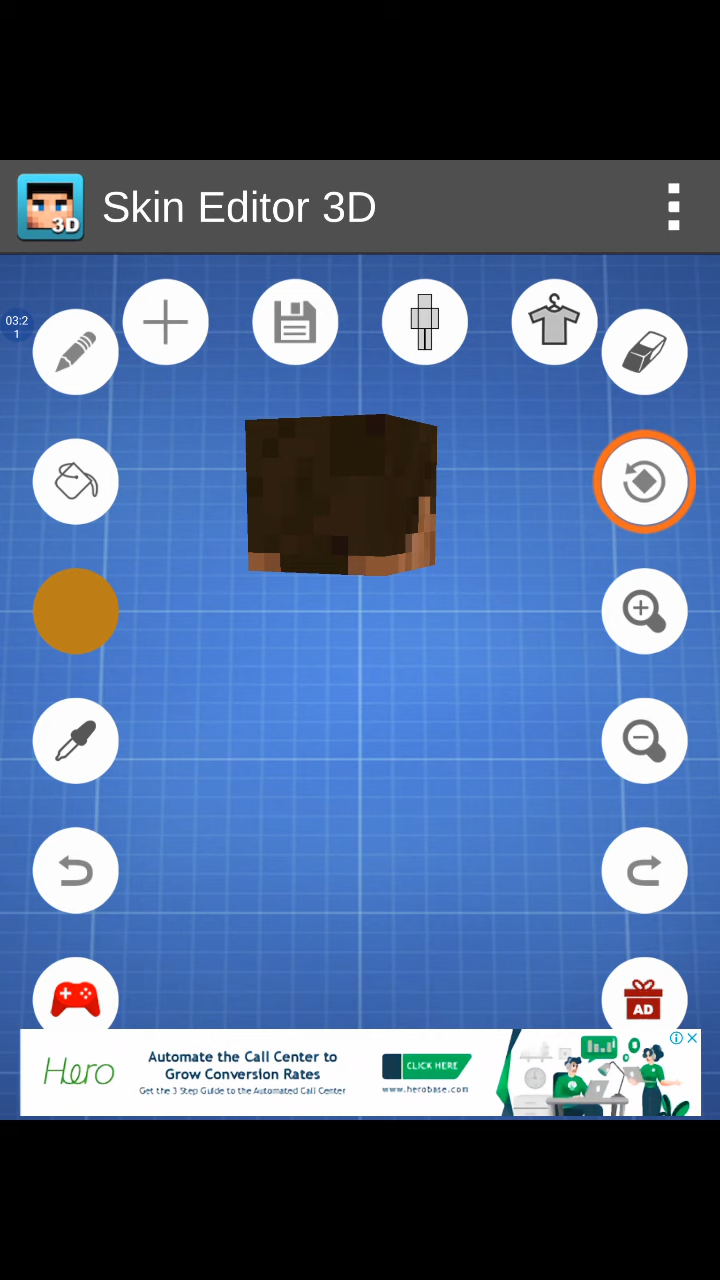 3D
Skin Editor 3D
03:2
1
AD
Hero
Automate the Call Center to
Grow Conversion Rates
Get the 3 Step Guide to the Automated Call Center
CLICK HERE
www.herobase.com